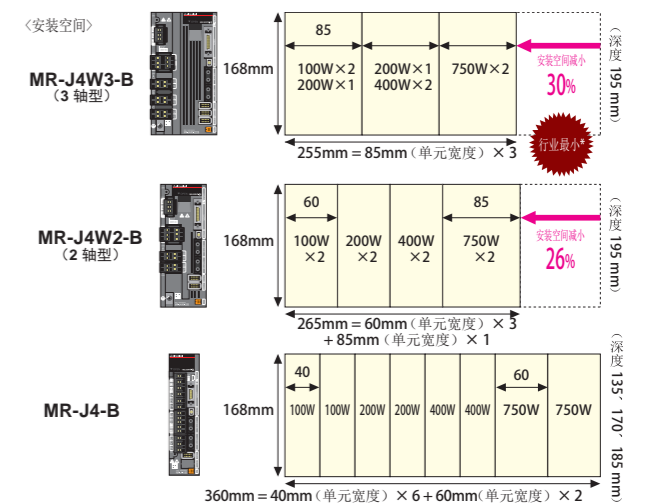 〈安装空间〉
MR-J4W3-B
（3 轴型）
168mm
85
100W×2
200W×1
200W×1
400W×2
750W×2
安装空间减小
30%
（深度 195 mm）
行业最小*
255mm = 85mm（单元宽度）× 3
MR-J4W2-B
（2 轴型）
168mm
60
85
100W
×2
200W
×2
400W
×2
750W
×2
安装空间减小
26%
（深度 195 mm）
265mm = 60mm（单元宽度）× 3
+ 85mm（单元宽度）× 1
MR-J4-B
168mm
40
60
100W
100W
200W
200W
400W
400W
750W
750W
（深度 135、170、185 mm）
360mm = 40mm（单元宽度）× 6 + 60mm（单元宽度）× 2